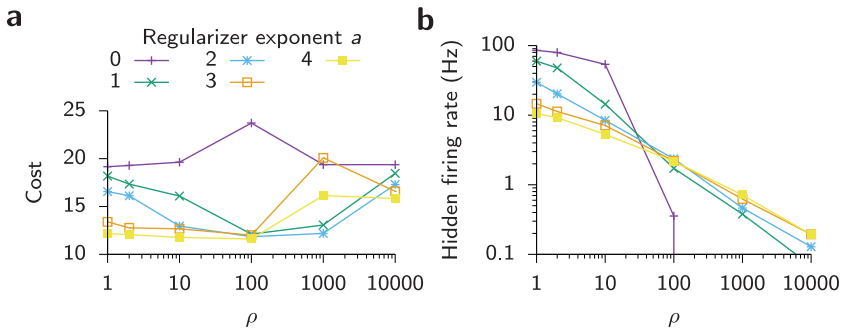 a
Regularizer exponent a
0 2 4
1 3
25
20
15
10
Cost
1 10 100 1000 10000
ρ
b
100
10
1
0.1
Hidden firing rate (Hz)
1 10 100 1000 10000
ρ